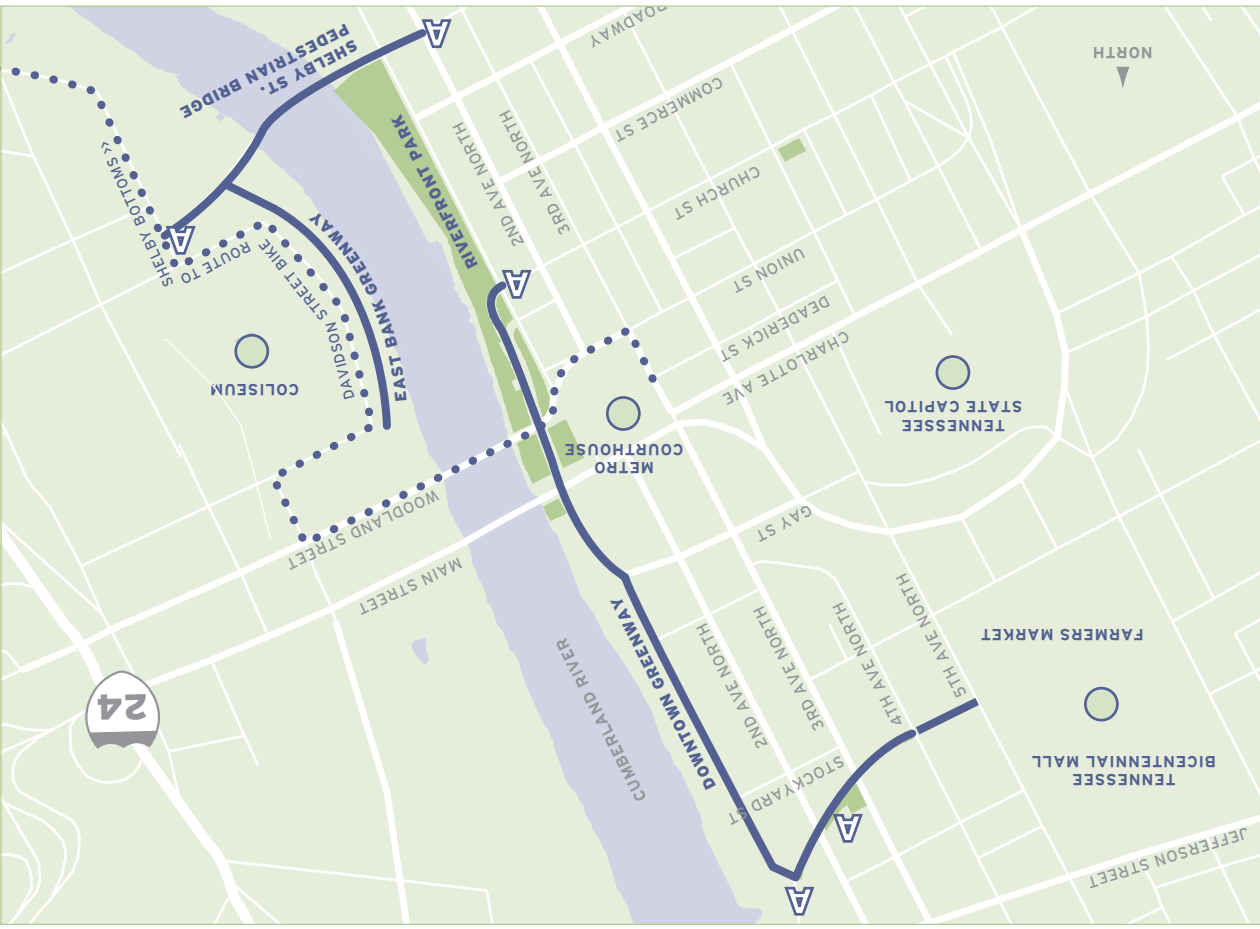 A
JEFFERSON STREET
A
TENNESSEE
BICENTENNIAL MALL
STOCKYARD ST
FARMERS MARKET
5TH AVE NORTH
4TH AVE NORTH
3RD AVE NORTH
2ND AVE NORTH
DOWNTOWN GREENWAY
CUMBERLAND RIVER
24
MAIN STREET
WOODLAND STREET
GAY ST
METRO
COURTHOUSE
TENNESSEE
STATE CAPITOL
CHARLOTTE AVE
DEADERICK ST
UNION ST
CHURCH ST
COMMERCE ST
ROADWAY
3RD AVE NORTH
2ND AVE NORTH
A
RIVERFRONT PARK
EAST BANK GREENWAY
COLISEUM
DAVIDSON STREET BIKE
ROUTE TO
SHELBY BOTTOMS >>
A
SHELBY ST.
PEDESTRIAN BRIDGE
A
NORTH